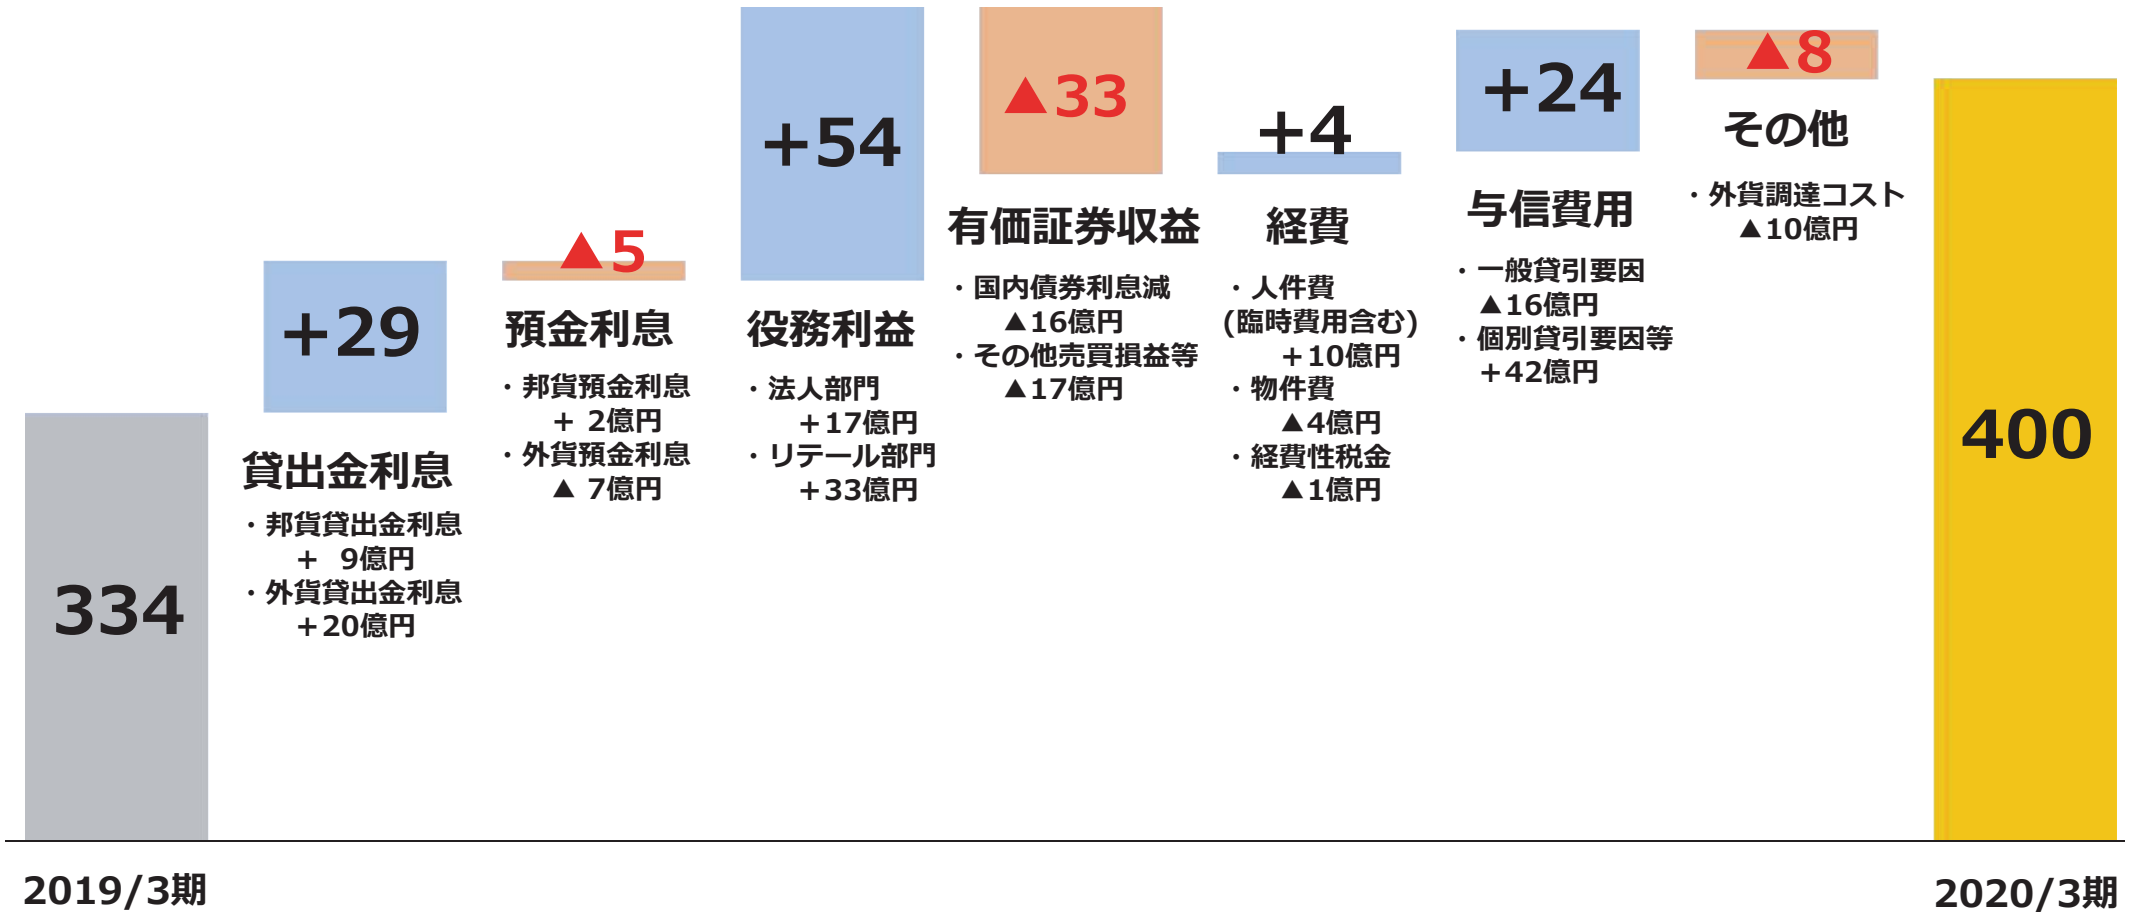 334
2019/3期
+29
貸出金利息
・邦貨貸出金利息
+ 9億円
・外貨貸出金利息
+20億円
▲5
預金利息
・邦貨預金利息
+ 2億円
・外貨預金利息
▲ 7億円
+54
役務利益
・法人部門
+17億円
・リテール部門
+33億円
▲33
有価証券収益
・国内債券利息減
▲16億円
・その他売買損益等
▲17億円
+4
経費
・人件費
(臨時費用含む)
+10億円
・物件費
▲4億円
・経費性税金
▲1億円
+24
与信費用
・一般貸引要因
▲16億円
・個別貸引要因等
+42億円
▲8
その他
・外貨調達コスト
▲10億円
400
2020/3期